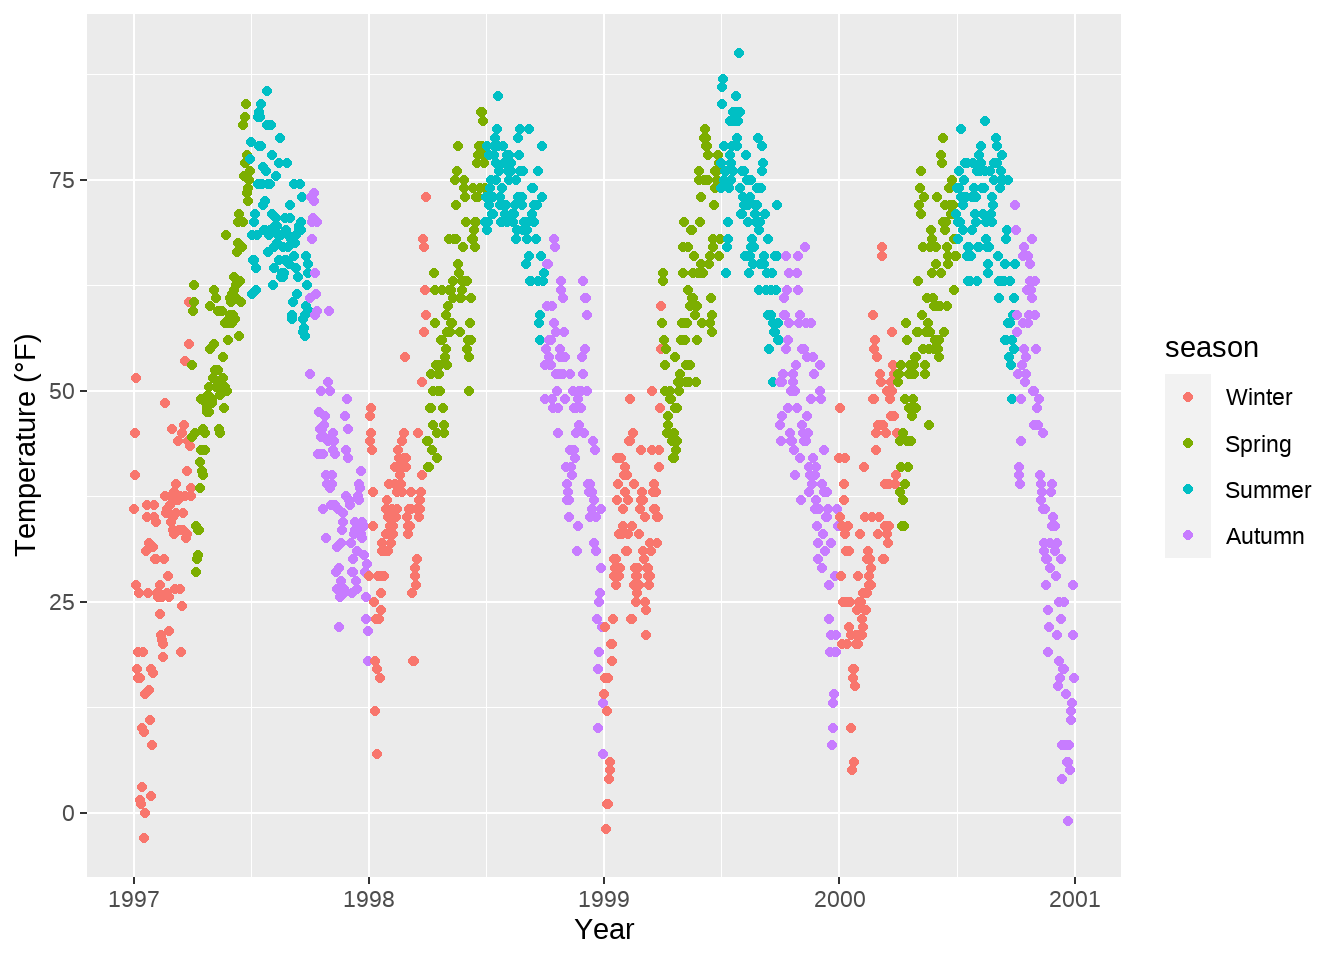 75
50
25
0
Temperature (°F)
1997
1998
1999
2000
2001
Year
season
Winter
Spring
Summer
Autumn